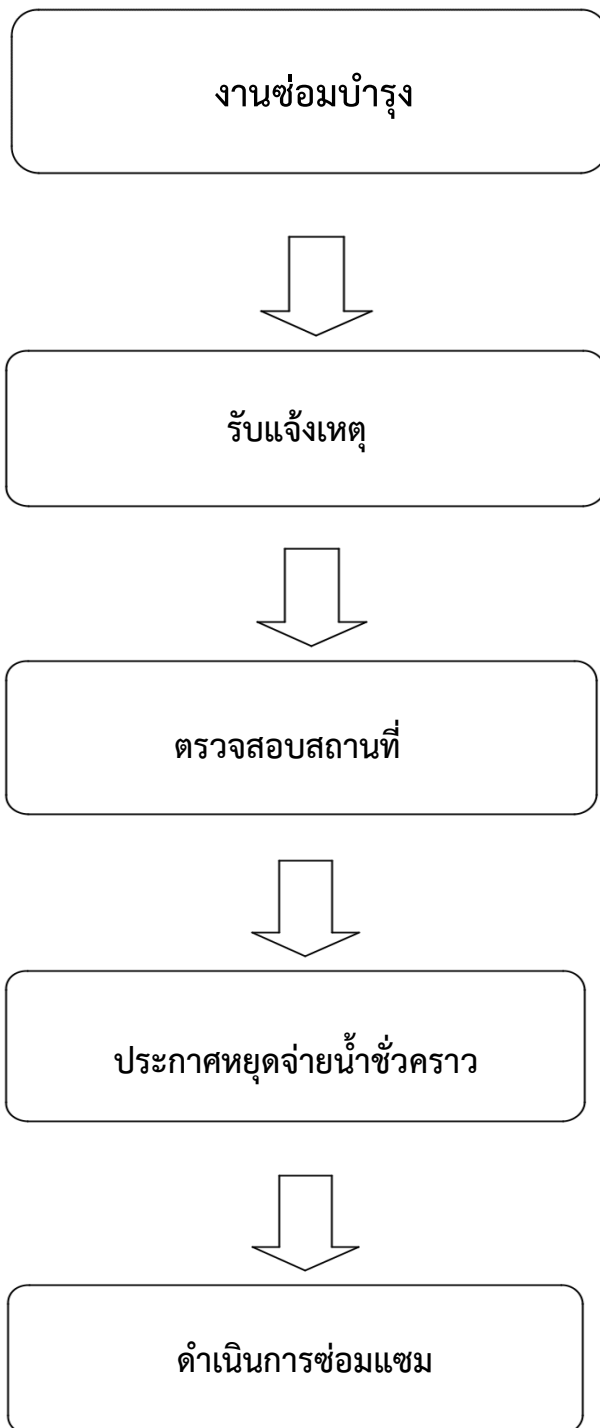 งานซ่อมบำรุง
รับแจ้งเหตุ
ตรวจสอบสถานที่
ประกาศหยุดจ่ายน้ำชั่วคราว
ดำเนินการซ่อมแซม